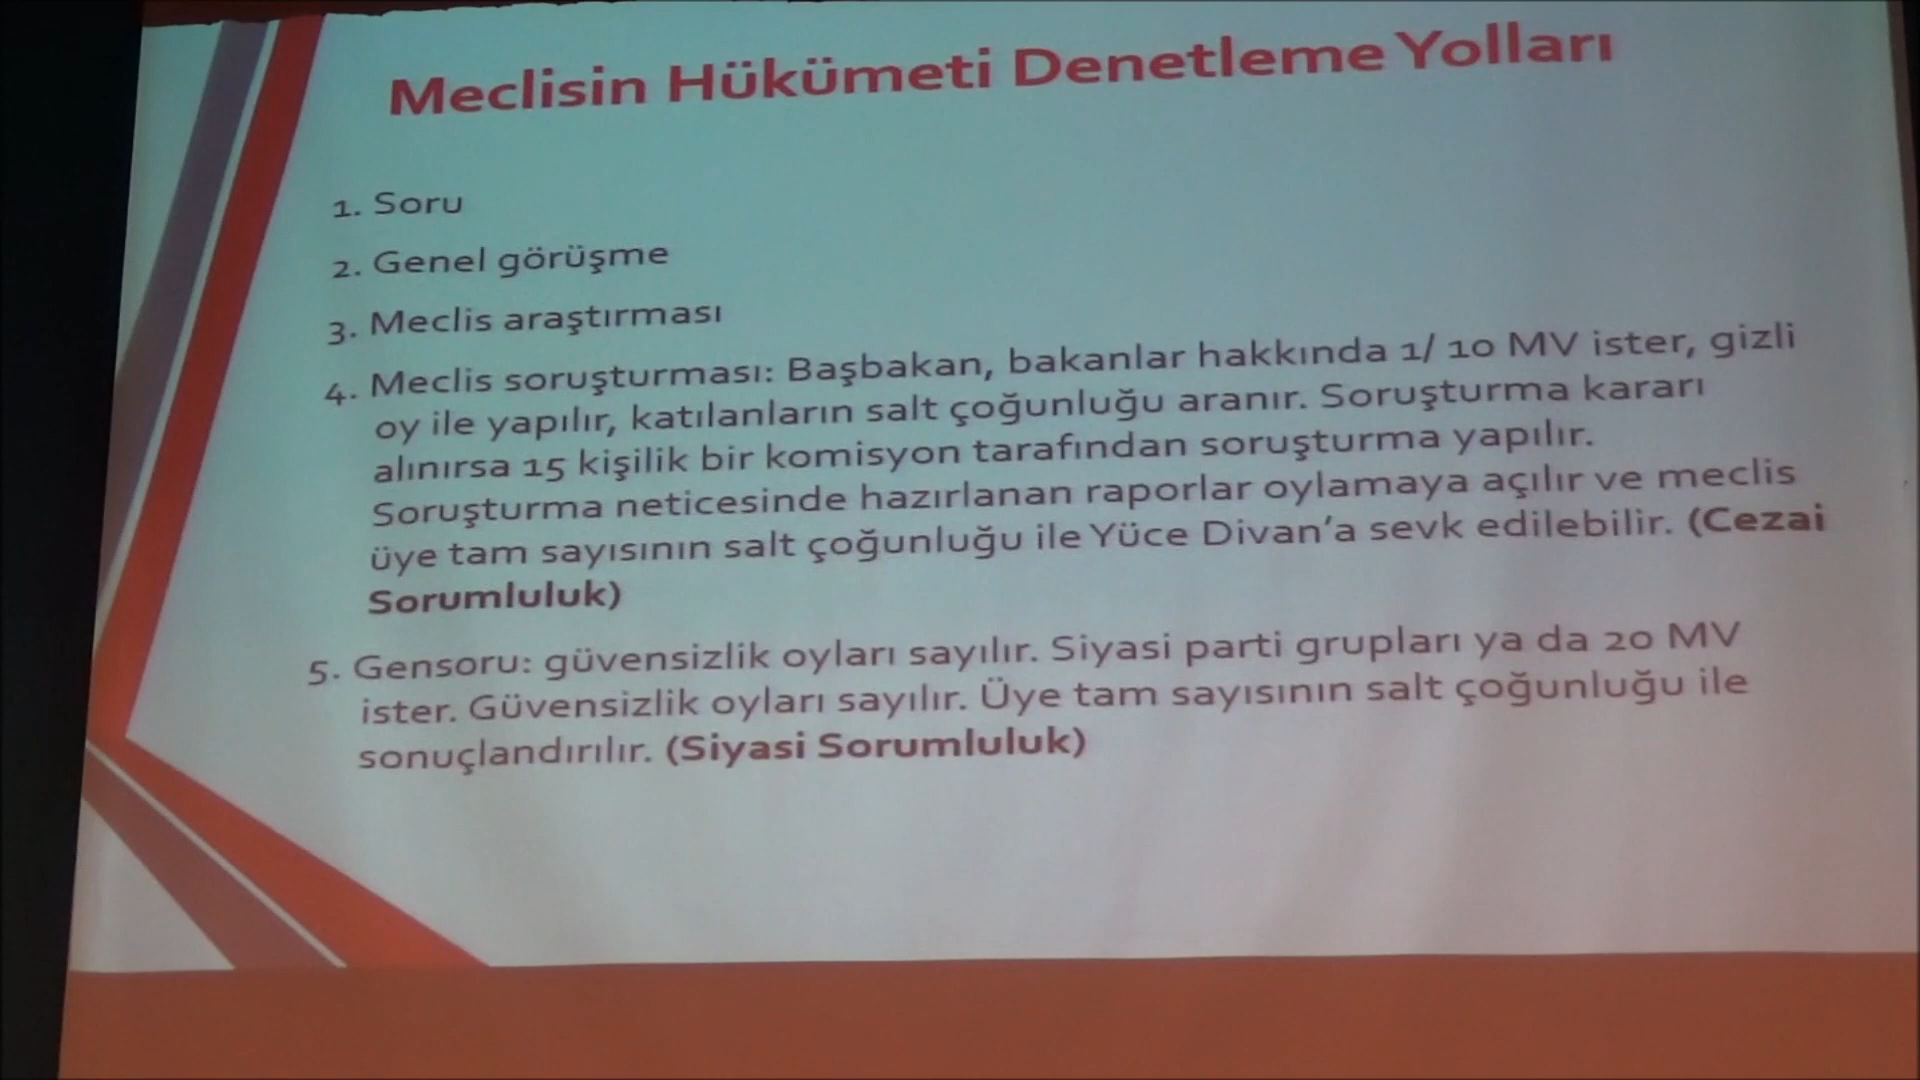 Meclisin Hükümeti Denetleme Yolları
1. Soru
2. Genel görüşme
3. Meclis araştırması
4. Meclis soruşturması: Başbakan, bakanlar hakkında 1/ 10 MV ister, gizli
oy ile yapılır, katılanların salt çoğunluğu aranır. Soruşturma kararı
alınırsa 15 kişilik bir komisyon tarafından soruşturma yapılır.
Soruşturma neticesinde hazırlanan raporlar oylamaya açılır ve meclis
üye tam sayısının salt çoğunluğu ile Yüce Divan’a sevk edilebilir. (Cezai
Sorumluluk)
5. Gensoru: güvensizlik oyları sayılır. Siyasi parti grupları ya da 20 MV
ister. Güvensizlik oyları sayılır. Üye tam sayısının salt çoğunluğu ile
sonuçlandırılır. (Siyasi Sorumluluk)